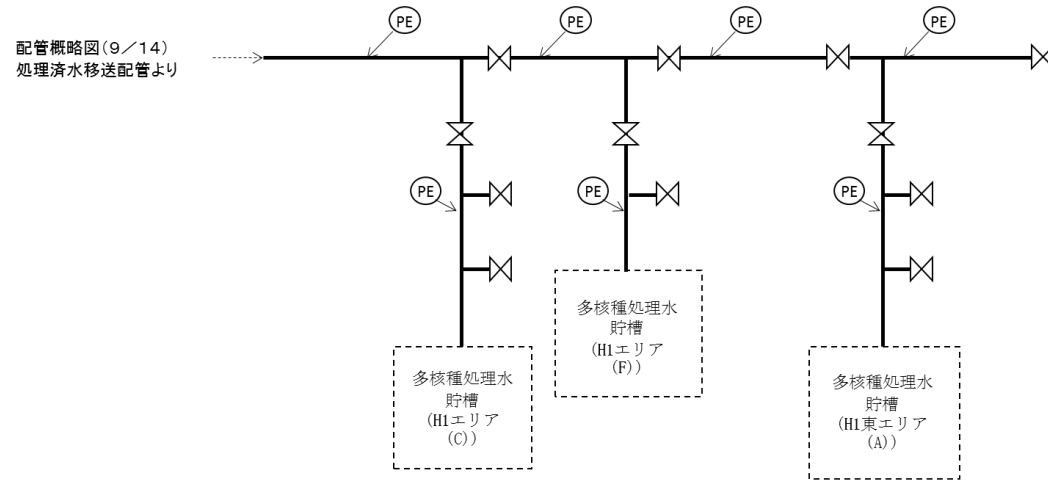 PE
PE
PE
PE
配管概略図(9/14)
処理済水移送配管より
PE
PE
PE
多核種処理水
貯槽
(H1エリア
(F))
多核種処理水
貯槽
(H1エリア
(C))
多核種処理水
貯槽
(H1東エリア
(A))